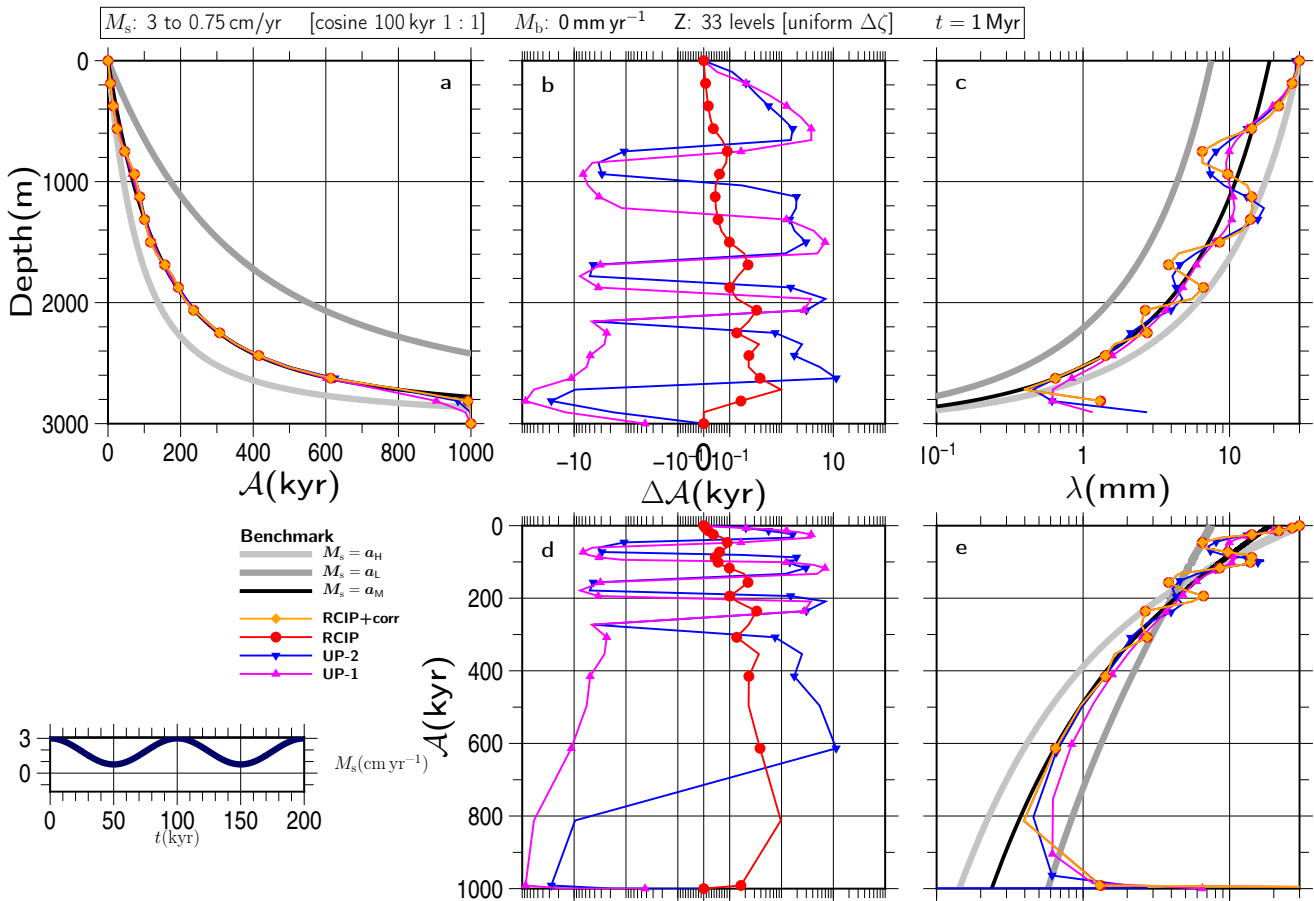 Ms: 3 to 0.75 cm/yr [cosine 100 kyr 1 : 1] Mb: 0 mm yr−1 Z: 33 levels [uniform Δζ] t = 1 Myr
a
b
c
0
1000
2000
3000
Depth(m)
0 200 400 600 800 1000
−10 −10−1 0 10−1 10
10−1 1 10
𝒜(kyr)
Δ𝒜(kyr)
λ(mm)
Benchmark
Ms = aH
Ms = aL
Ms = aM
RCIP+corr
RCIP
UP-2
UP-1
d
e
0
200
400
600
800
1000
𝒜(kyr)
3
0
Ms(cm yr−1)
0 50 100 150 200
t(kyr)